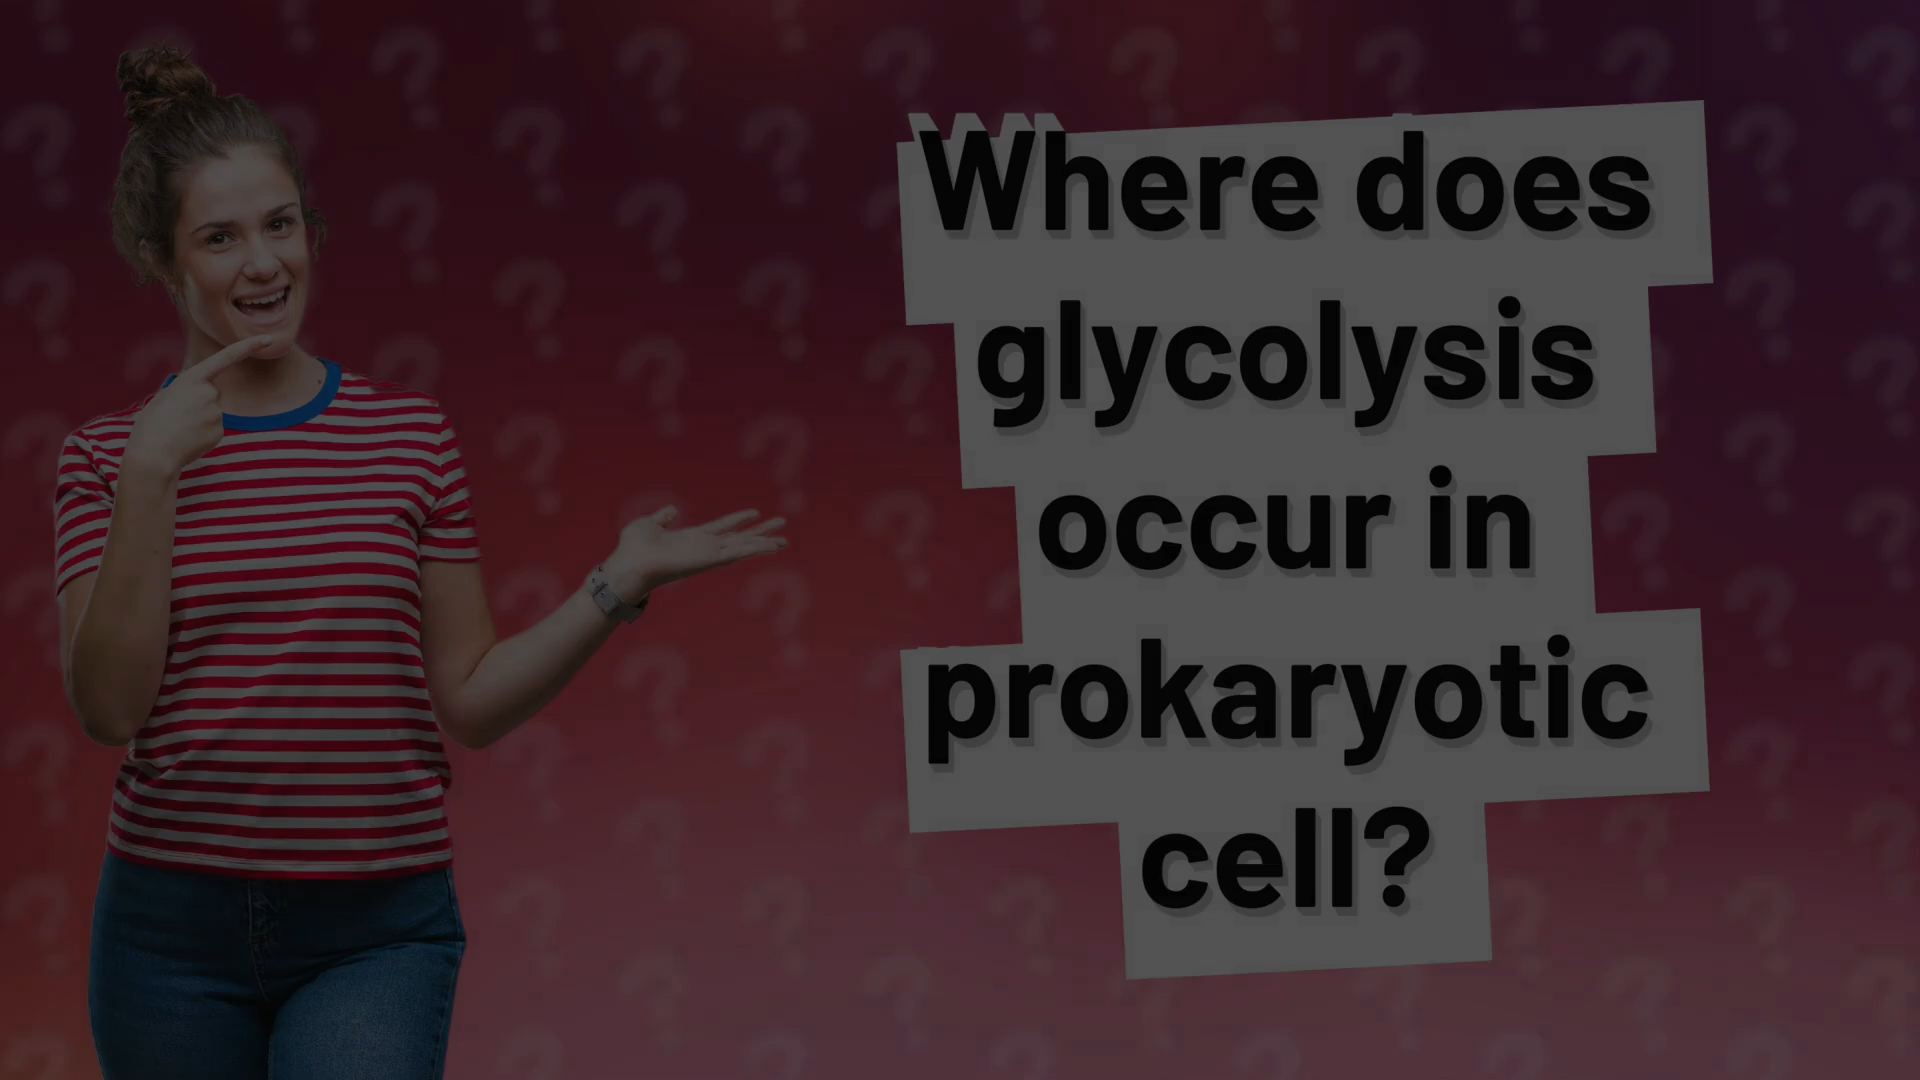 Where does
glycolysis
occur in
prokaryotic
cell?